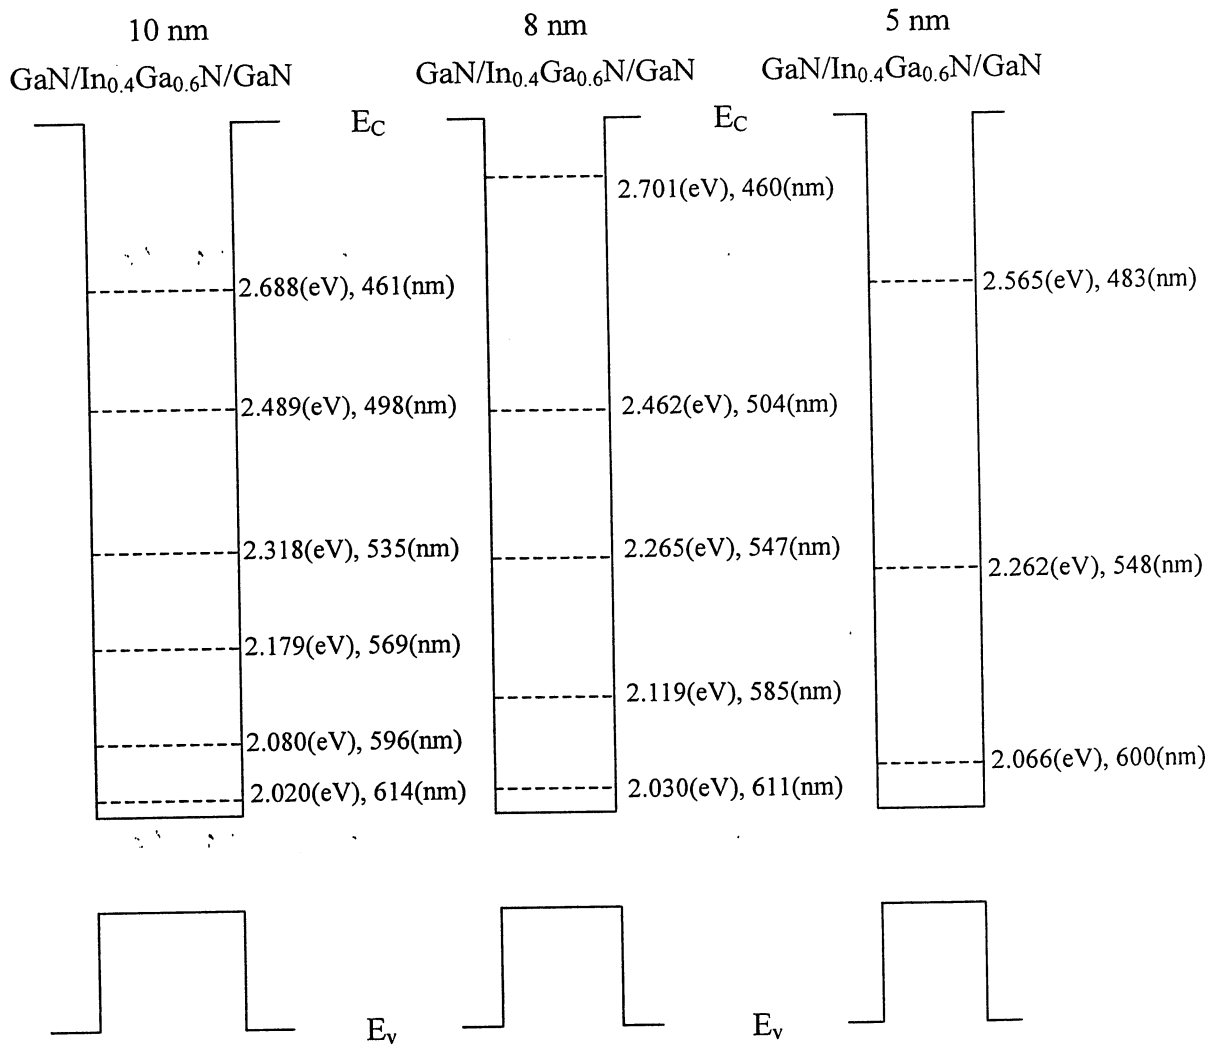 10 nm
GaN/In₀.₄Ga₀.₆N/GaN
E_C
2.688(eV), 461(nm)
2.489(eV), 498(nm)
2.318(eV), 535(nm)
2.179(eV), 569(nm)
2.080(eV), 596(nm)
2.020(eV), 614(nm)
E_v
8 nm
GaN/In₀.₄Ga₀.₆N/GaN
E_C
2.701(eV), 460(nm)
2.462(eV), 504(nm)
2.265(eV), 547(nm)
2.119(eV), 585(nm)
2.030(eV), 611(nm)
E_v
5 nm
GaN/In₀.₄Ga₀.₆N/GaN
2.565(eV), 483(nm)
2.262(eV), 548(nm)
2.066(eV), 600(nm)